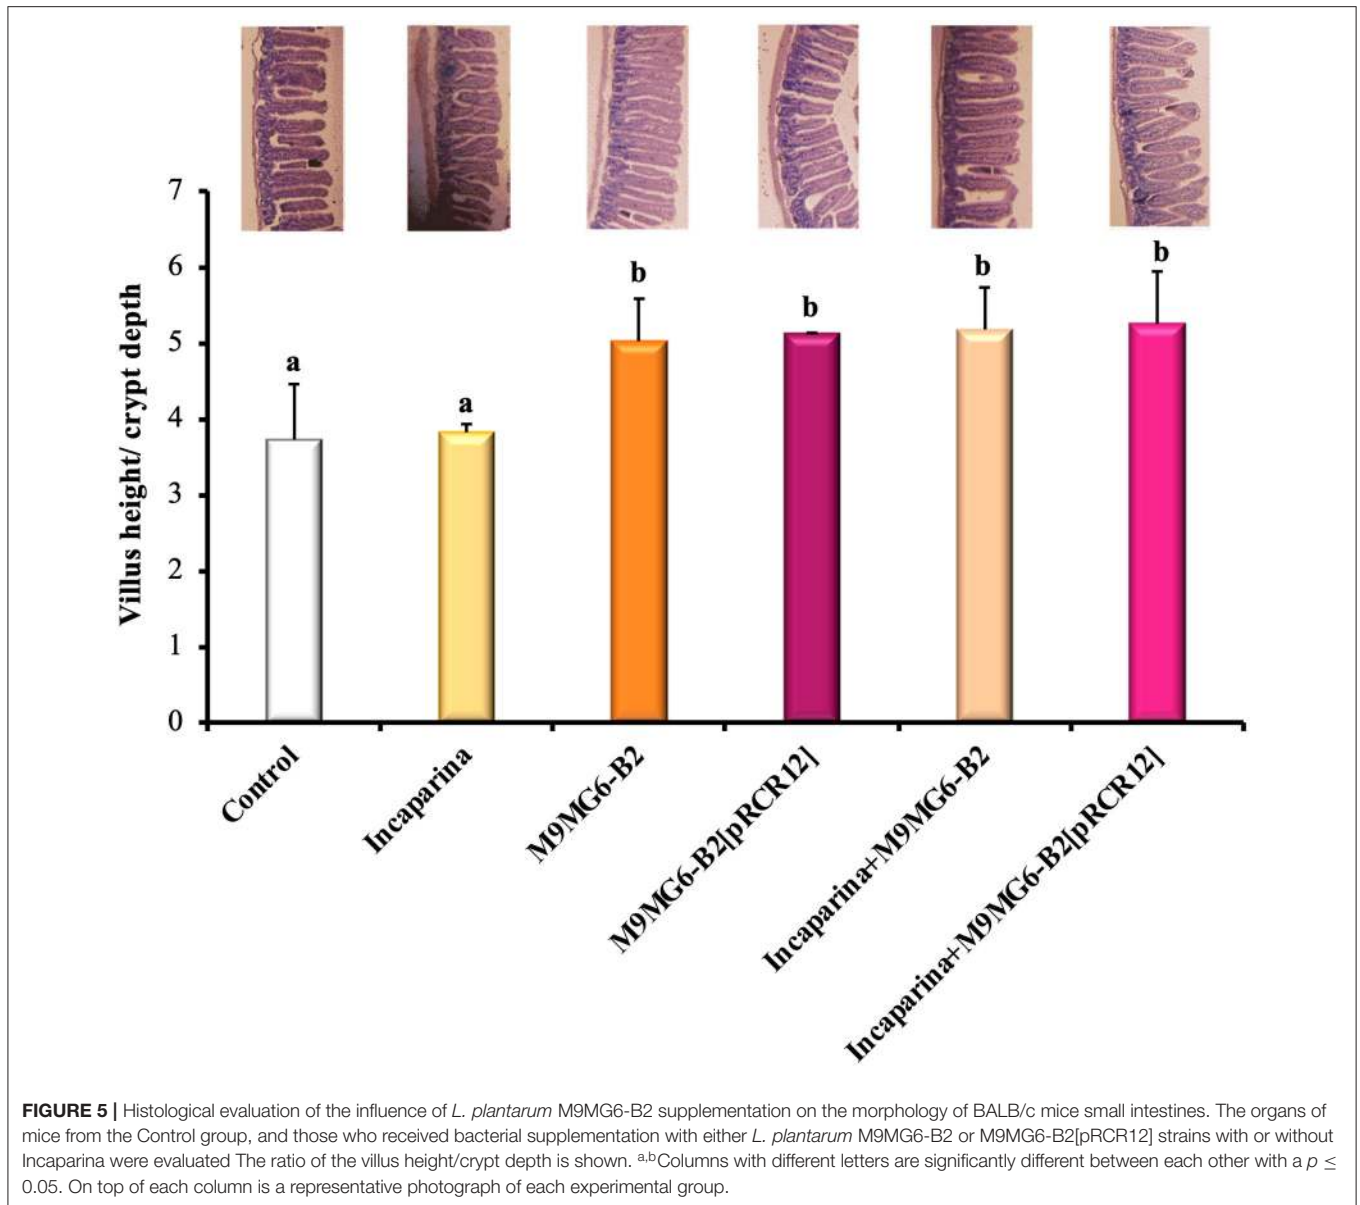 7
6
5
4
3
2
1
0
Villus height/ crypt depth
a
a
b
b
b
b
Control
Incaparina
M9MG6-B2
M9MG6-B2[pRCR12]
Incaparina+M9MG6-B2
Incaparina+M9MG6-B2[pRCR12]
FIGURE 5 | Histological evaluation of the influence of L. plantarum M9MG6-B2 supplementation on the morphology of BALB/c mice small intestines. The organs of
mice from the Control group, and those who received bacterial supplementation with either L. plantarum M9MG6-B2 or M9MG6-B2[pRCR12] strains with or without
Incaparina were evaluated The ratio of the villus height/crypt depth is shown. a,bColumns with different letters are significantly different between each other with a p ≤
0.05. On top of each column is a representative photograph of each experimental group.